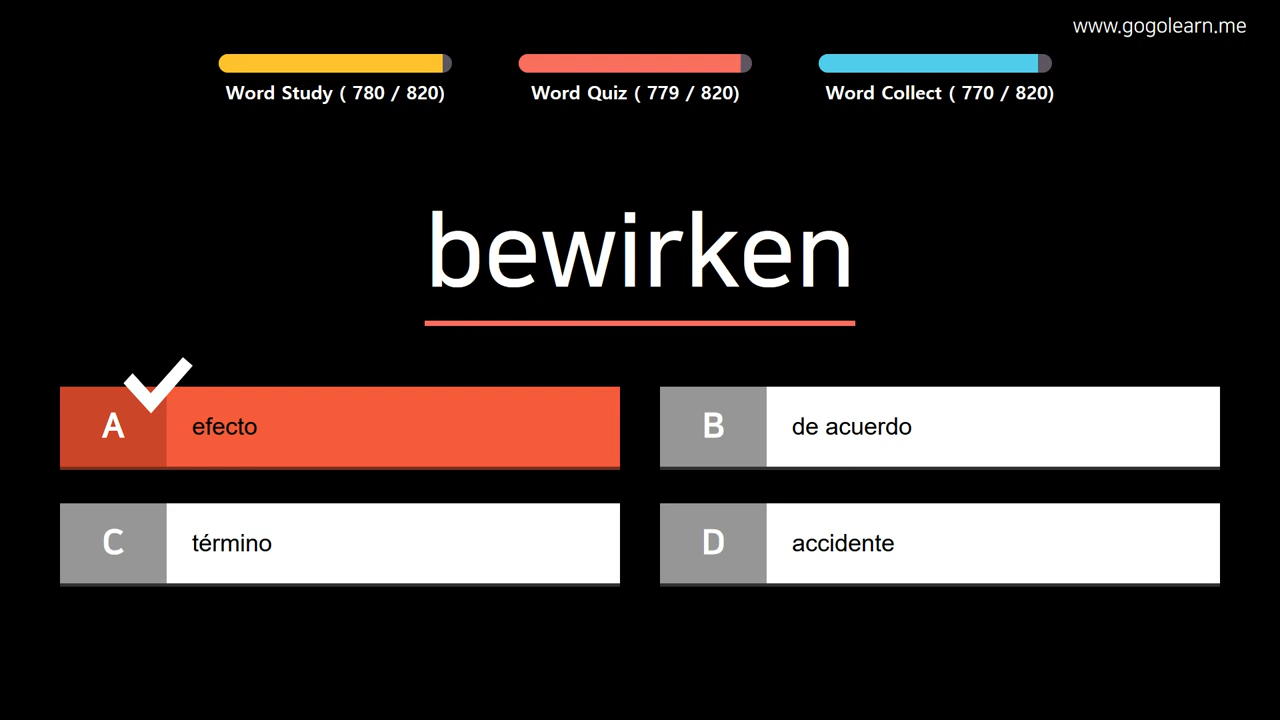 www.gogolearn.me
Word Study ( 780 / 820)
Word Quiz ( 779 / 820)
Word Collect ( 770 / 820)
bewirken
A efecto
B de acuerdo
C término
D accidente